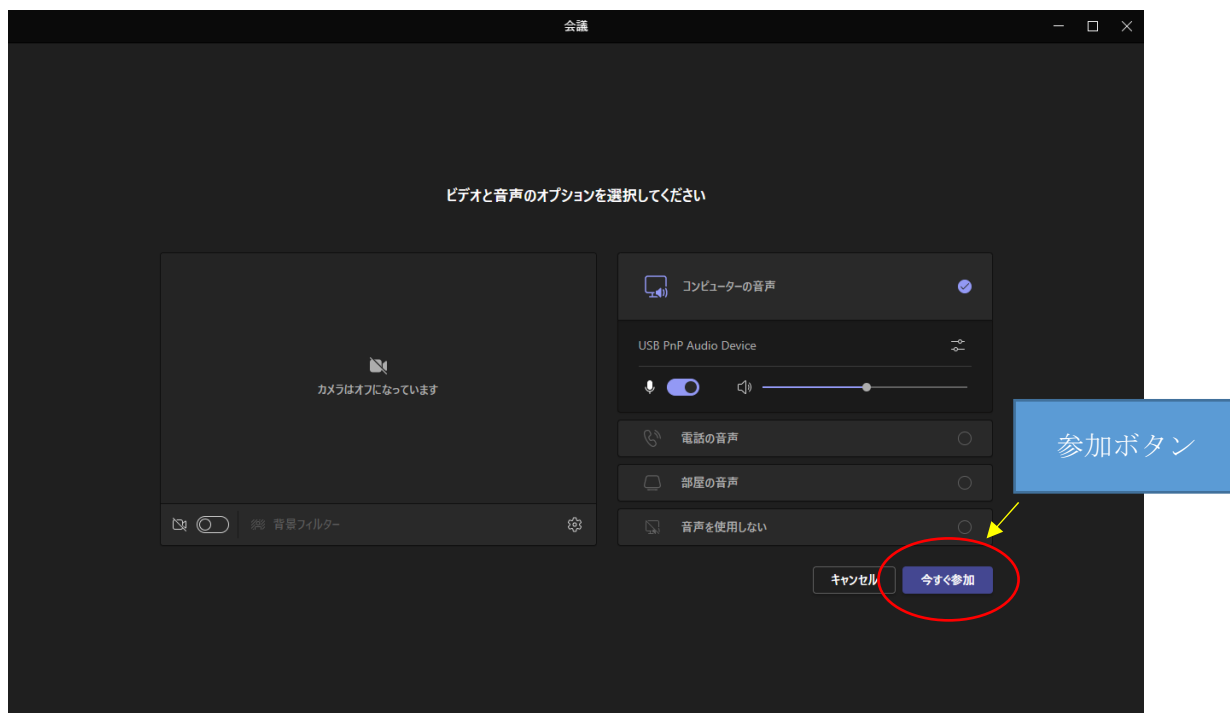 会議
ビデオと音声のオプションを選択してください
カメラはオフになっています
背景フィルター
コンピューターの音声
USB PnP Audio Device
電話の音声
部屋の音声
音声を使用しない
参加ボタン
キャンセル
今すぐ参加